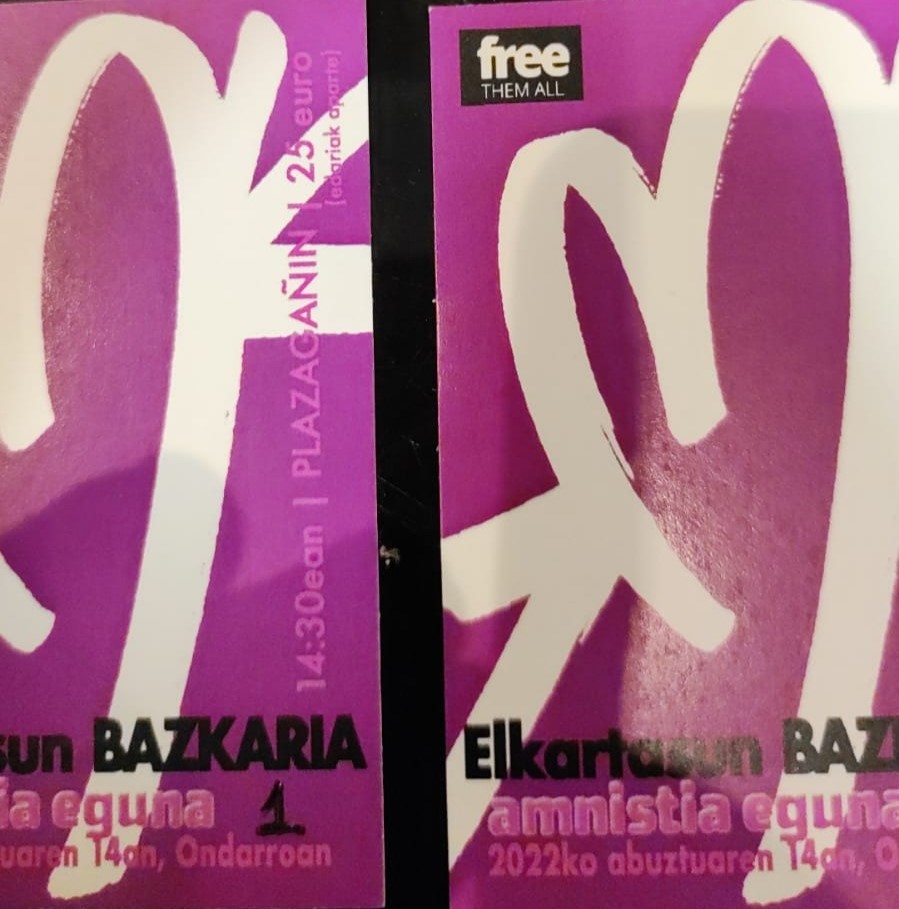 14:30ean | PLAZAGAÑIN | 25 euro
(edariak aparte)
sun BAZKARIA
ia eguna 1
uaren 14an, Ondarroan
free
THEM ALL
Elkartasun BAZ
amnistia eguna
2022ko abuztuaren 14an, O